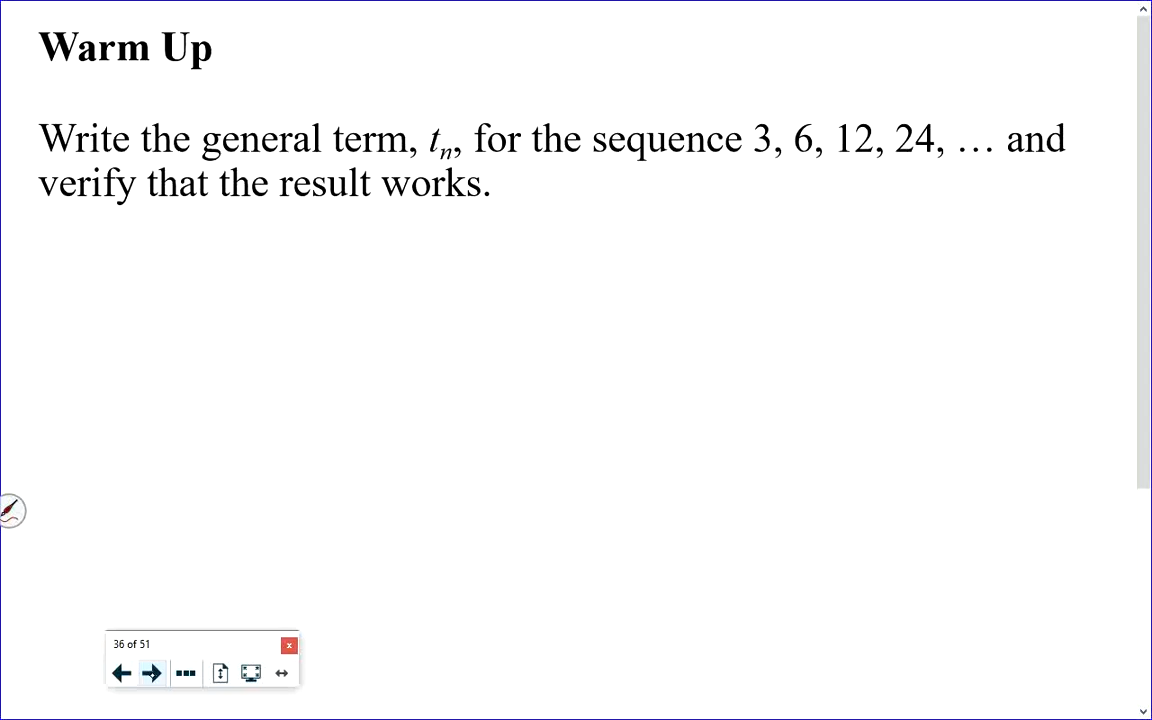 Warm Up
Write the general term, tn, for the sequence 3, 6, 12, 24, … and
verify that the result works.
36 of 51